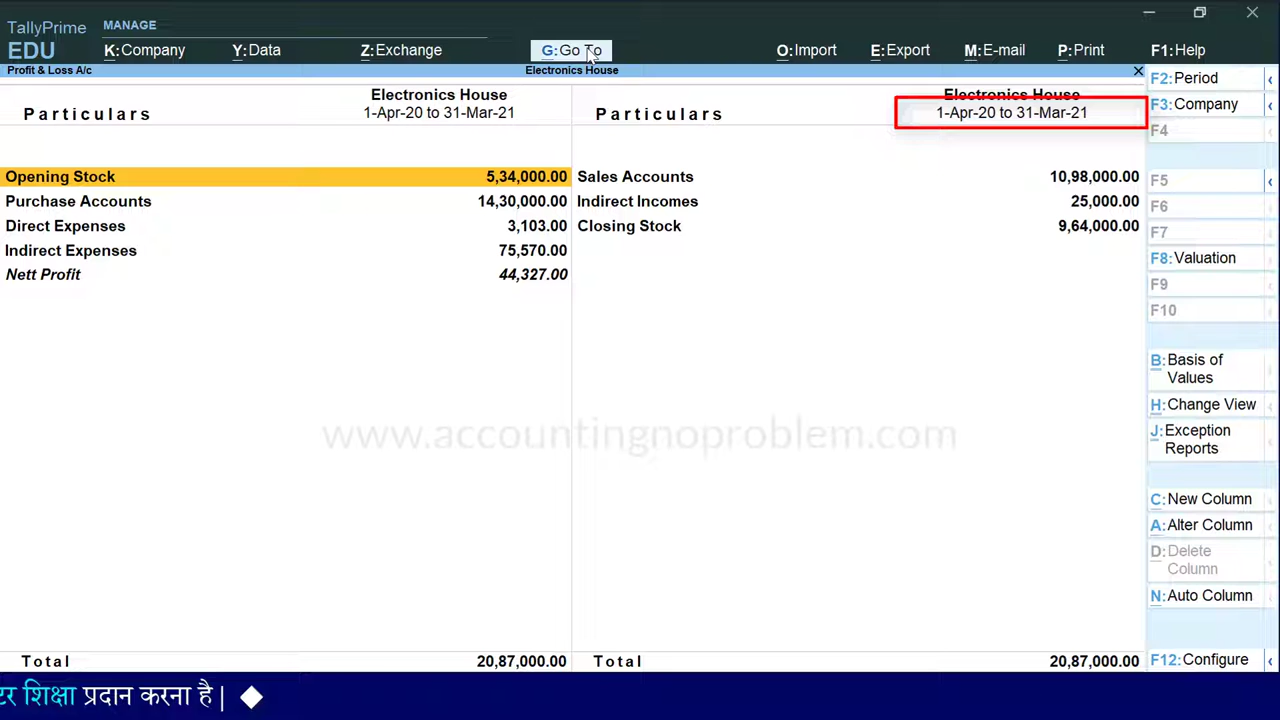 TallyPrime
EDU
MANAGE
K:Company
Y:Data
Z:Exchange
G:Go To
O:Import
E:Export
M:E-mail
P:Print
F1:Help
Profit & Loss A/c
Electronics House
Particulars
Electronics House
1-Apr-20 to 31-Mar-21
Particulars
Electronics House
1-Apr-20 to 31-Mar-21
Opening Stock 5,34,000.00
Purchase Accounts 14,30,000.00
Direct Expenses 3,103.00
Indirect Expenses 75,570.00
Nett Profit 44,327.00
Sales Accounts 10,98,000.00
Indirect Incomes 25,000.00
Closing Stock 9,64,000.00
www.accountingnoproblem.com
Total 20,87,000.00
Total 20,87,000.00
F2:Period
F3:Company
F4
F5
F6
F7
F8:Valuation
F9
F10
B:Basis of
Values
H:Change View
J:Exception
Reports
C:New Column
A:Alter Column
D:Delete
Column
N:Auto Column
F12:Configure
शिक्षा प्रदान करना है |